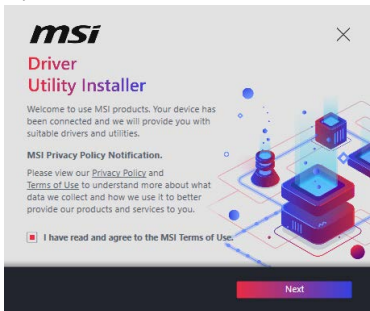 msi
Driver
Utility Installer
Welcome to use MSI products. Your device has
been connected and we will provide you with
suitable drivers and utilities.
MSI Privacy Policy Notification.
Please view our Privacy Policy and
Terms of Use to understand more about what
data we collect and how we use it to better
provide our products and services to you.
I have read and agree to the MSI Terms of Use.
Next